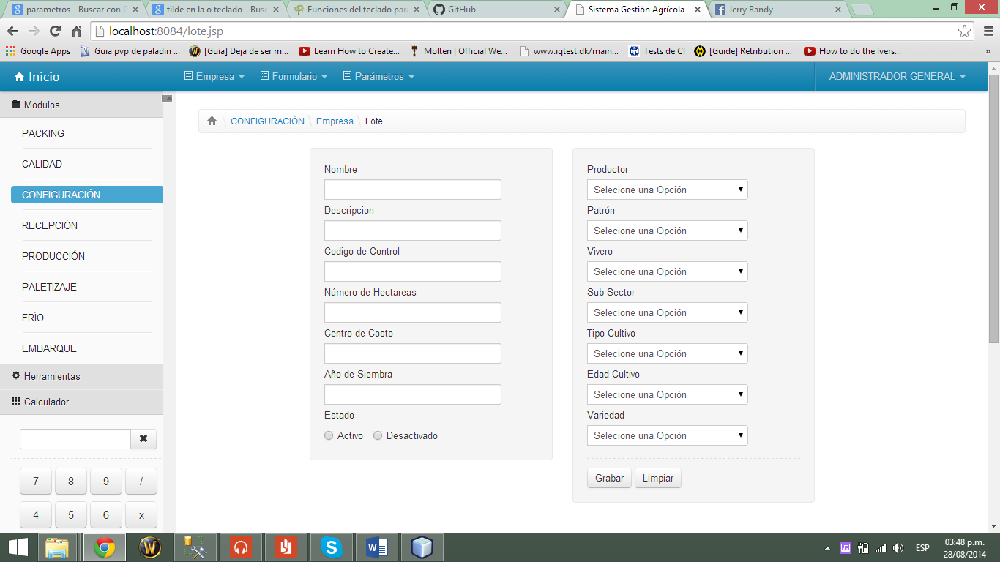 parametros - Buscar con G
tilde en la o teclado - Busc
Funciones del teclado par
GitHub
Sistema Gestión Agrícola
Jerry Randy
localhost:8084/lote.jsp
Google Apps
Guia pvp de paladin ...
[Guía] Deja de ser m...
Learn How to Create...
Molten | Official We...
www.iqtest.dk/main...
Tests de CI
[Guide] Retribution ...
How to do the Ivers...
»
Inicio
Empresa
Formulario
Parámetros
ADMINISTRADOR GENERAL
Modulos
PACKING
CALIDAD
CONFIGURACIÓN
RECEPCIÓN
PRODUCCIÓN
PALETIZAJE
FRÍO
EMBARQUE
Herramientas
Calculador
7 8 9 /
4 5 6 x
CONFIGURACIÓN \ Empresa \ Lote
Nombre
Descripcion
Codigo de Control
Número de Hectareas
Centro de Costo
Año de Siembra
Estado
Activo Desactivado
Productor
Selecione una Opción
Patrón
Selecione una Opción
Vivero
Selecione una Opción
Sub Sector
Selecione una Opción
Tipo Cultivo
Selecione una Opción
Edad Cultivo
Selecione una Opción
Variedad
Selecione una Opción
Grabar Limpiar
ESP
03:48 p.m.
28/08/2014